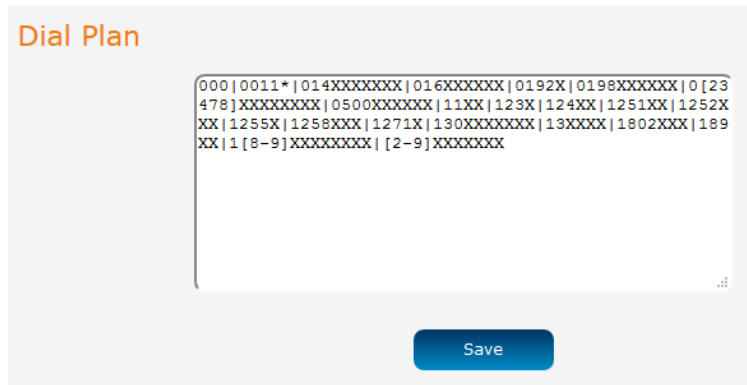 Dial Plan
000|0011*|014XXXXXXX|016XXXXXX|0192X|0198XXXXXX|0[23
478]XXXXXXXX|0500XXXXXX|11XX|123X|124XX|1251XX|1252X
XX|1255X|1258XXX|1271X|130XXXXXXX|13XXXX|1802XXX|189
XX|1[8-9]XXXXXXXX|[2-9]XXXXXXX
Save